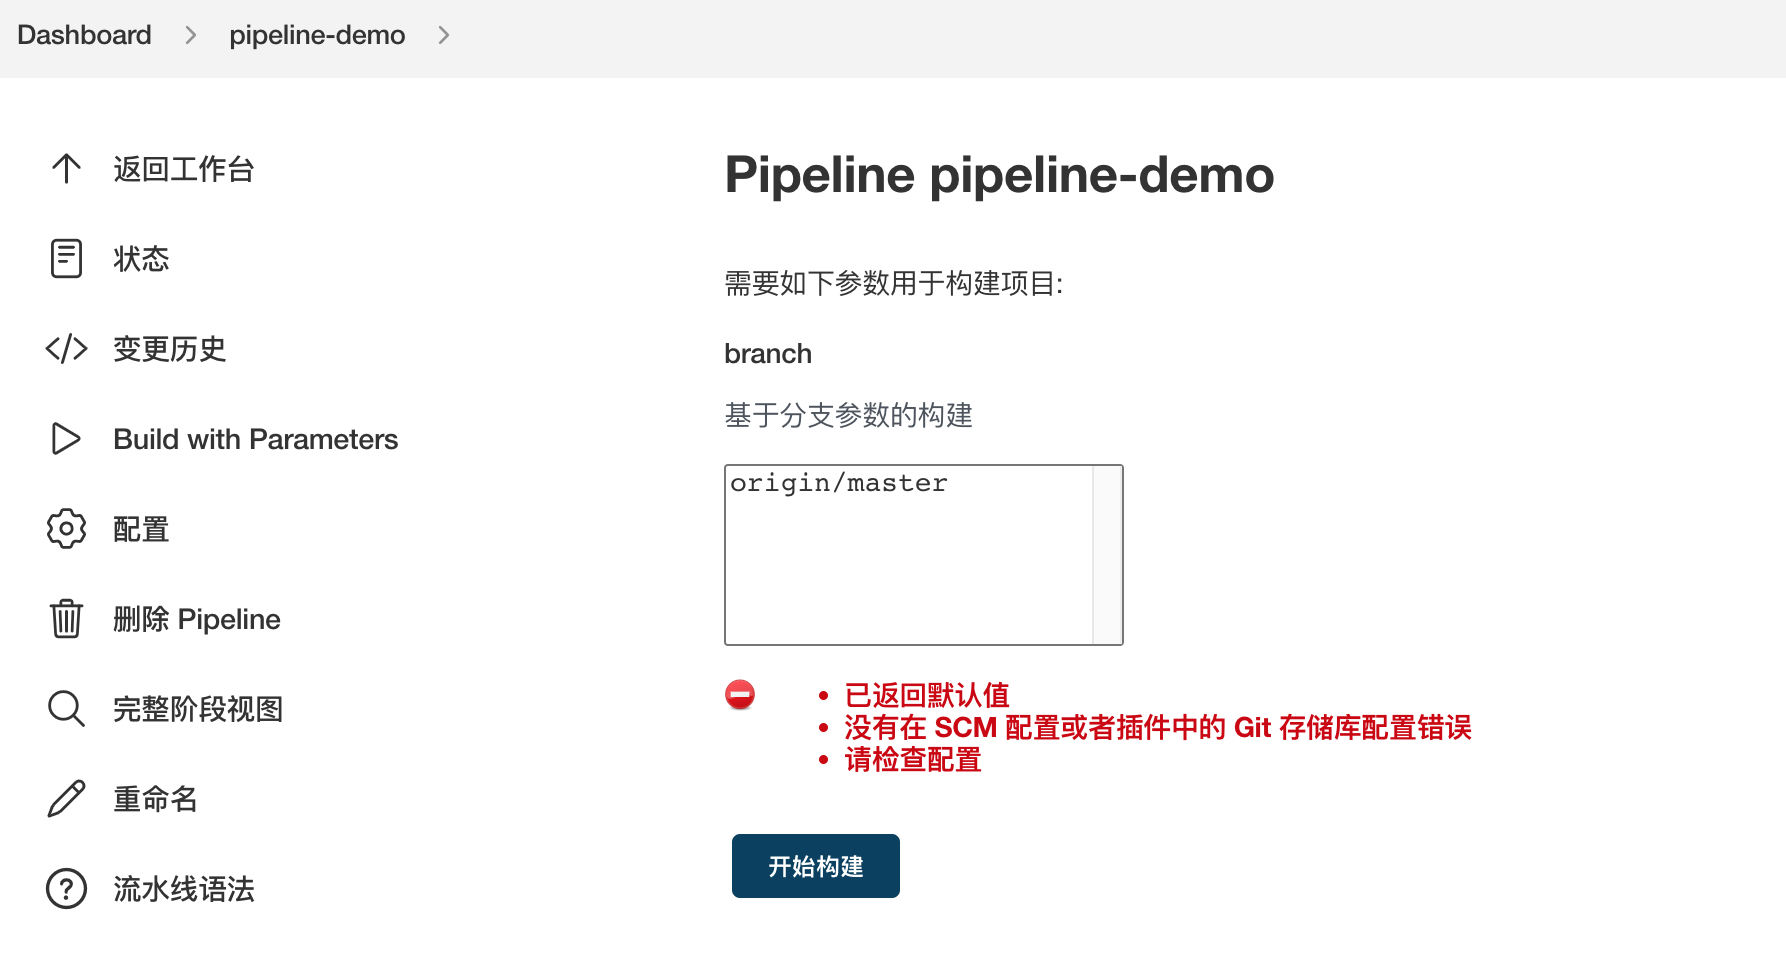 Dashboard > pipeline-demo >
返回工作台
状态
变更历史
Build with Parameters
配置
删除 Pipeline
完整阶段视图
重命名
流水线语法
Pipeline pipeline-demo
需要如下参数用于构建项目:
branch
基于分支参数的构建
origin/master
• 已返回默认值
• 没有在 SCM 配置或者插件中的 Git 存储库配置错误
• 请检查配置
开始构建